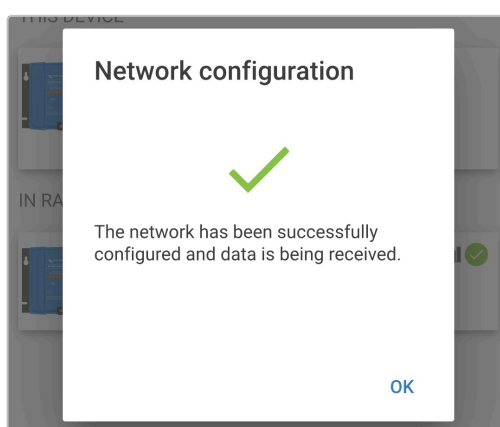 THIS DEVICE
Network configuration
IN RA
The network has been successfully
configured and data is being received.
OK